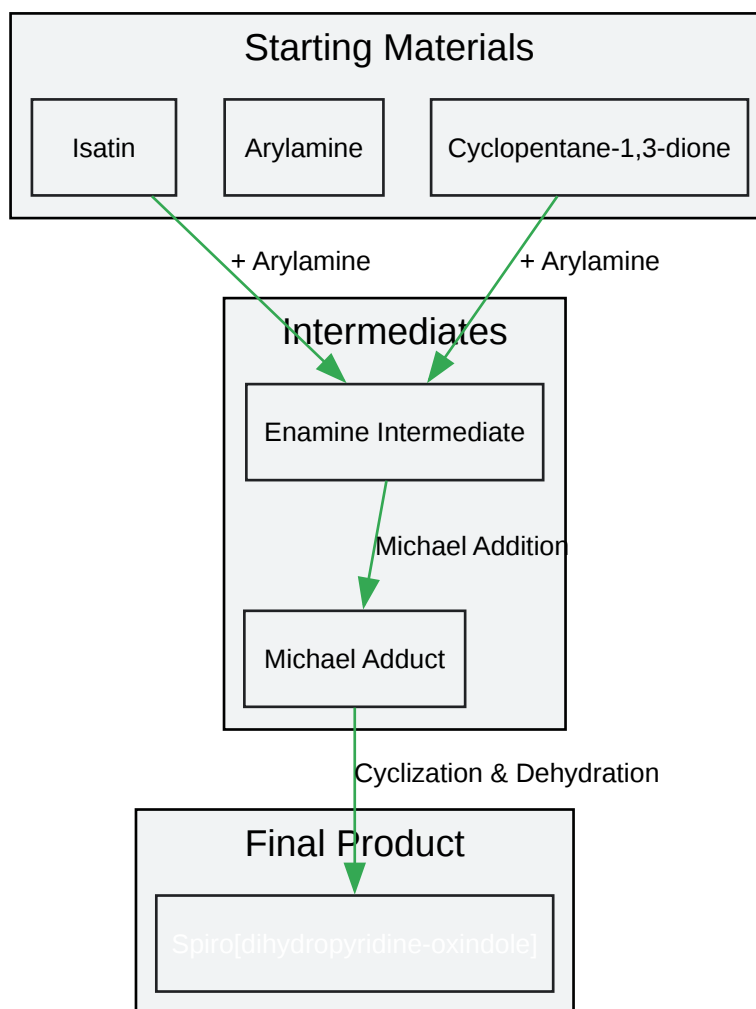 Starting Materials
Isatin
Arylamine
Cyclopentane-1,3-dione
+ Arylamine
+ Arylamine
Intermediates
Enamine Intermediate
Michael Addition
Michael Adduct
Cyclization & Dehydration
Final Product
Spiro[dihydropyridine-oxindole]